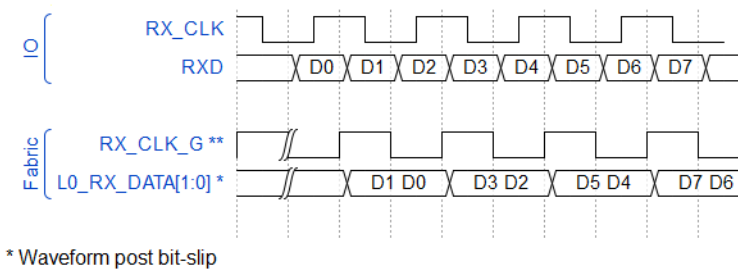 IO
RX_CLK
RXD D0 D1 D2 D3 D4 D5 D6 D7
Fabric
RX_CLK_G **
L0_RX_DATA[1:0] * D1 D0 D3 D2 D5 D4 D7 D6
* Waveform post bit-slip